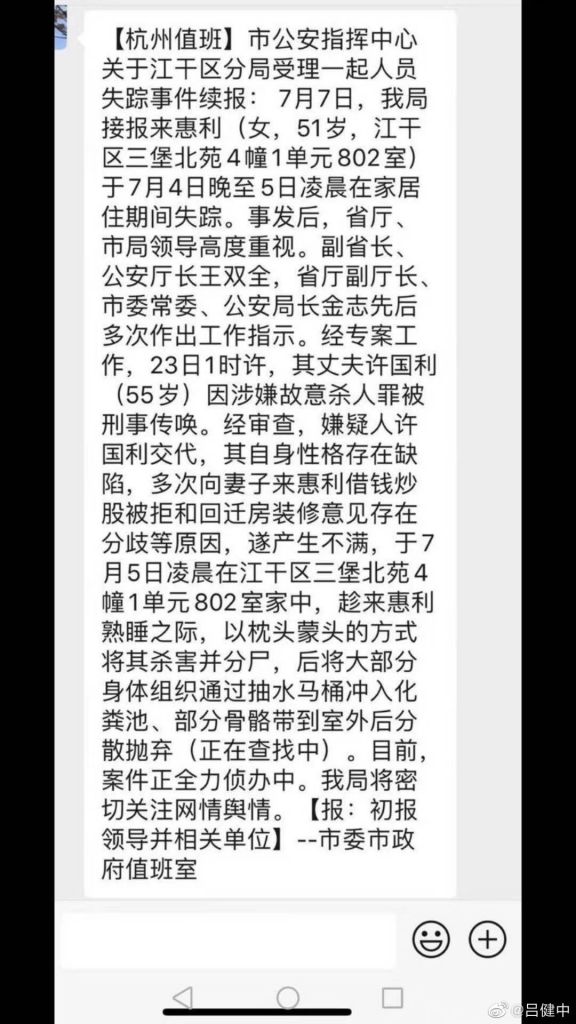 【杭州值班】市公安指挥中心
关于江干区分局受理一起人员
失踪事件续报： 7月7日，我局
接报来惠利（女，51岁，江干
区三堡北苑4幢1单元802室）
于7月4日晚至5日凌晨在家居
住期间失踪。事发后，省厅、
市局领导高度重视。副省长、
公安厅长王双全，省厅副厅长、
市委常委、公安局长金志先后
多次作出工作指示。经专案工
作，23日1时许，其丈夫许国利
（55岁）因涉嫌故意杀人罪被
刑事传唤。经审查，嫌疑人许
国利交代，其自身性格存在缺
陷，多次向妻子来惠利借钱炒
股被拒和回迁房装修意见存在
分歧等原因，遂产生不满，于7
月5日凌晨在江干区三堡北苑4
幢1单元802室家中，趁来惠利
熟睡之际，以枕头蒙头的方式
将其杀害并分尸，后将大部分
身体组织通过抽水马桶冲入化
粪池、部分骨骼带到室外后分
散抛弃（正在查找中）。目前，
案件正全力侦办中。我局将密
切关注网情舆情。【报：初报
领导并相关单位】--市委市政
府值班室
@吕健中